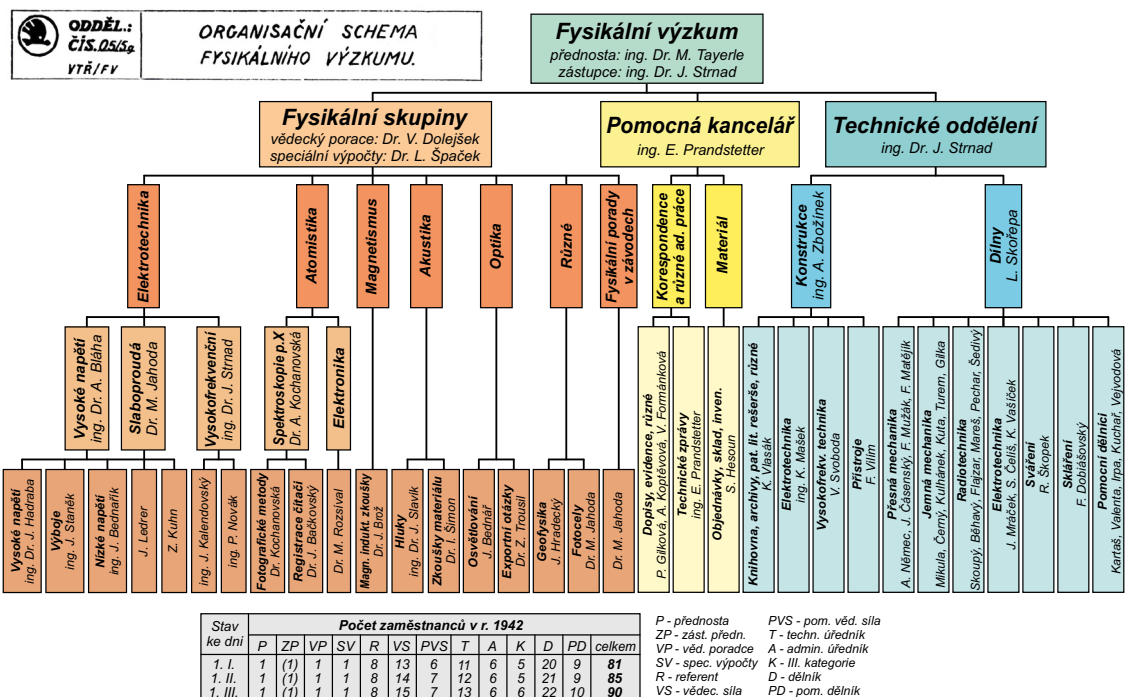 ODDĚL.:
ČÍS.05/5g
VTŘ/FV
ORGANISAČNÍ SCHEMA
FYSIKÁLNÍHO VÝZKUMU.
Fysikální výzkum
přednosta: ing. Dr. M. Tayerle
zástupce: ing. Dr. J. Strnad
Fysikální skupiny
vědecký porace: Dr. V. Dolejšek
speciální výpočty: Dr. L. Špaček
Pomocná kancelář
ing. E. Prandstetter
Technické oddělení
ing. Dr. J. Strnad
Elektrotechnika
Atomistika
Magnetismus
Akustika
Optika
Různé
Fysikální porady
v závodech
Korespondence
a různé ad. práce
Materiál
Konstrukce
ing. A. Zbožínek
Dílny
L. Skořepa
Vysoké napětí
ing. Dr. A. Bláha
Slaboproudá
Dr. M. Jahoda
Vysokofrekvenční
ing. Dr. J. Strnad
Spektroskopie p.X
Dr. A. Kochanovská
Elektronika
Vysoké napětí
ing. Dr. J. Hadraba
Výboje
ing. J. Staněk
Nízké napětí
ing. J. Bednařík
J. Ledrer
Z. Kuhn
ing. J. Kalendovský
ing. P. Novák
Fotografické metody
Dr. Kochanovská
Registrace čítači
Dr. J. Bačkovský
Dr. M. Rozsíval
Magn. indukt. zkoušky
Dr. J. Brož
Hluky
ing. Dr. J. Slavík
Zkoušky materiálu
Dr. I. Šimon
Osvětlování
J. Bednář
Exportní otázky
Dr. Z. Trousil
Geofysika
J. Hradecký
Fotocely
Dr. M. Jahoda
Dr. M. Jahoda
Dopisy, evidence, různé
P. Gilková, A. Koptěvová, V. Formánková
Technické zprávy
ing. E. Prandstetter
Objednávky, sklad, inven.
S. Hesoun
Knihovna, archivy, pat. lit. rešerše, různé
K. Vlasák
Elektrotechnika
ing. K. Mašek
Vysokofrekv. technika
V. Svoboda
Přístroje
F. Vilím
Přesná mechanika
A. Němec, J. Čásenský, F. Mužák, F. Matějík
Jemná mechanika
Mikula, Černý, Kulhánek, Kuta, Turem, Gilka
Radiotechnika
Skoupý, Běhavý, Flajzar, Mareš, Pechar, Šedivý
Elektrotechnika
J. Mráček, S. Čeliš, K. Vašíček
Sváření
R. Škopek
Skláření
F. Dobiášovský
Pomocní dělníci
Kartaš, Valenta, Irpa, Kuchař, Vejvodová
Stav
ke dni
Počet zaměstnanců v r. 1942
P ZP VP SV R VS PVS T A K D PD celkem
1. I. 1 (1) 1 1 8 13 6 11 6 5 20 9 81
1. II. 1 (1) 1 1 8 14 7 12 6 5 21 9 85
1. III. 1 (1) 1 1 8 15 7 13 6 6 22 10 90
P - přednosta
ZP - zást. předn.
VP - věd. poradce
SV - spec. výpočty
R - referent
VS - vědec. síla
PVS - pom. věd. síla
T - techn. úředník
A - admin. úředník
K - III. kategorie
D - dělník
PD - pom. dělník